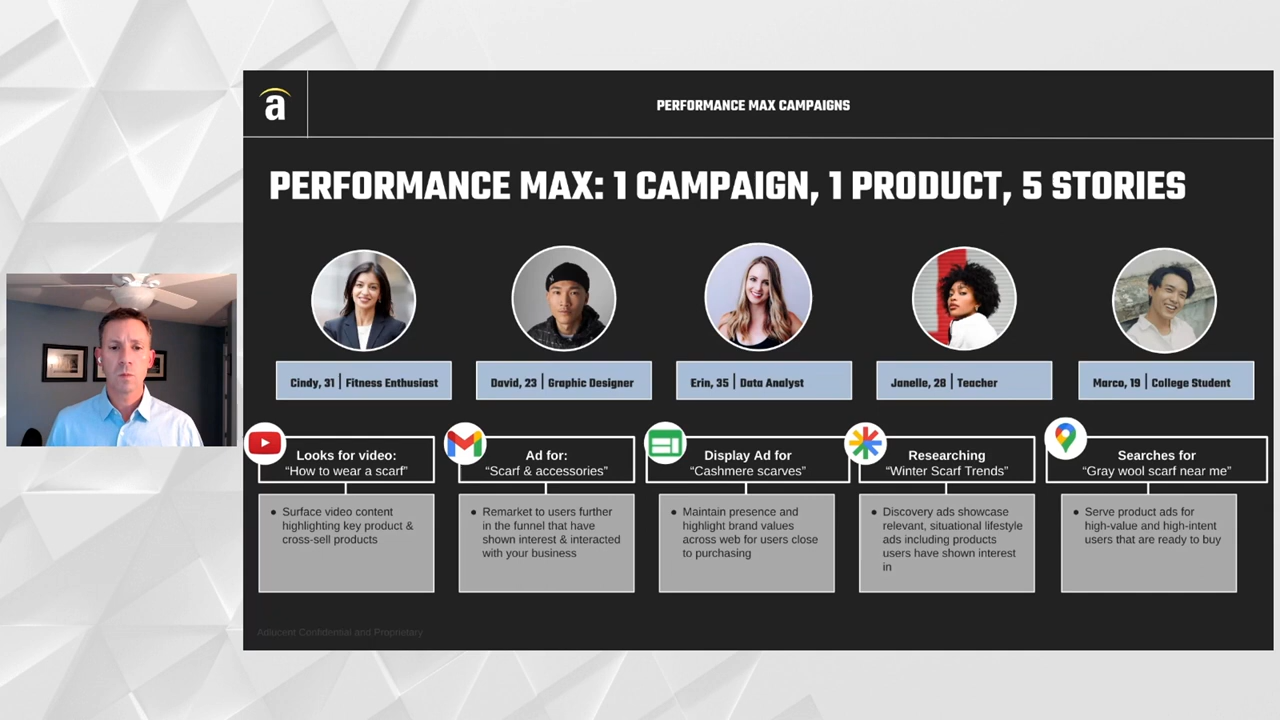 a
PERFORMANCE MAX CAMPAIGNS
PERFORMANCE MAX: 1 CAMPAIGN, 1 PRODUCT, 5 STORIES
Cindy, 31 | Fitness Enthusiast
David, 23 | Graphic Designer
Erin, 35 | Data Analyst
Janelle, 28 | Teacher
Marco, 19 | College Student
Looks for video:
“How to wear a scarf”
Ad for:
“Scarf & accessories”
Display Ad for
“Cashmere scarves”
Researching
“Winter Scarf Trends”
Searches for
“Gray wool scarf near me”
• Surface video content
highlighting key product &
cross-sell products
• Remarket to users further
in the funnel that have
shown interest & interacted
with your business
• Maintain presence and
highlight brand values
across web for users close
to purchasing
• Discovery ads showcase
relevant, situational lifestyle
ads including products
users have shown interest
in
• Serve product ads for
high-value and high-intent
users that are ready to buy
Adlucent Confidential and Proprietary